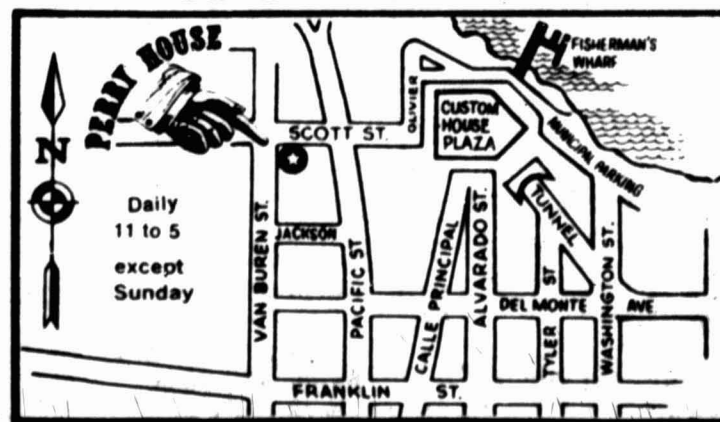 PERRY HOUSE
FISHERMAN'S
WHARF
OLIVIER
CUSTOM
HOUSE
PLAZA
SCOTT ST.
MUNICIPAL PARKING
N
Daily
11 to 5
except
Sunday
TUNNEL
JACKSON
VAN BUREN ST.
PACIFIC ST
CALLE PRINCIPAL
ALVARADO ST.
TYLER ST
WASHINGTON ST.
DEL MONTE AVE.
FRANKLIN ST.